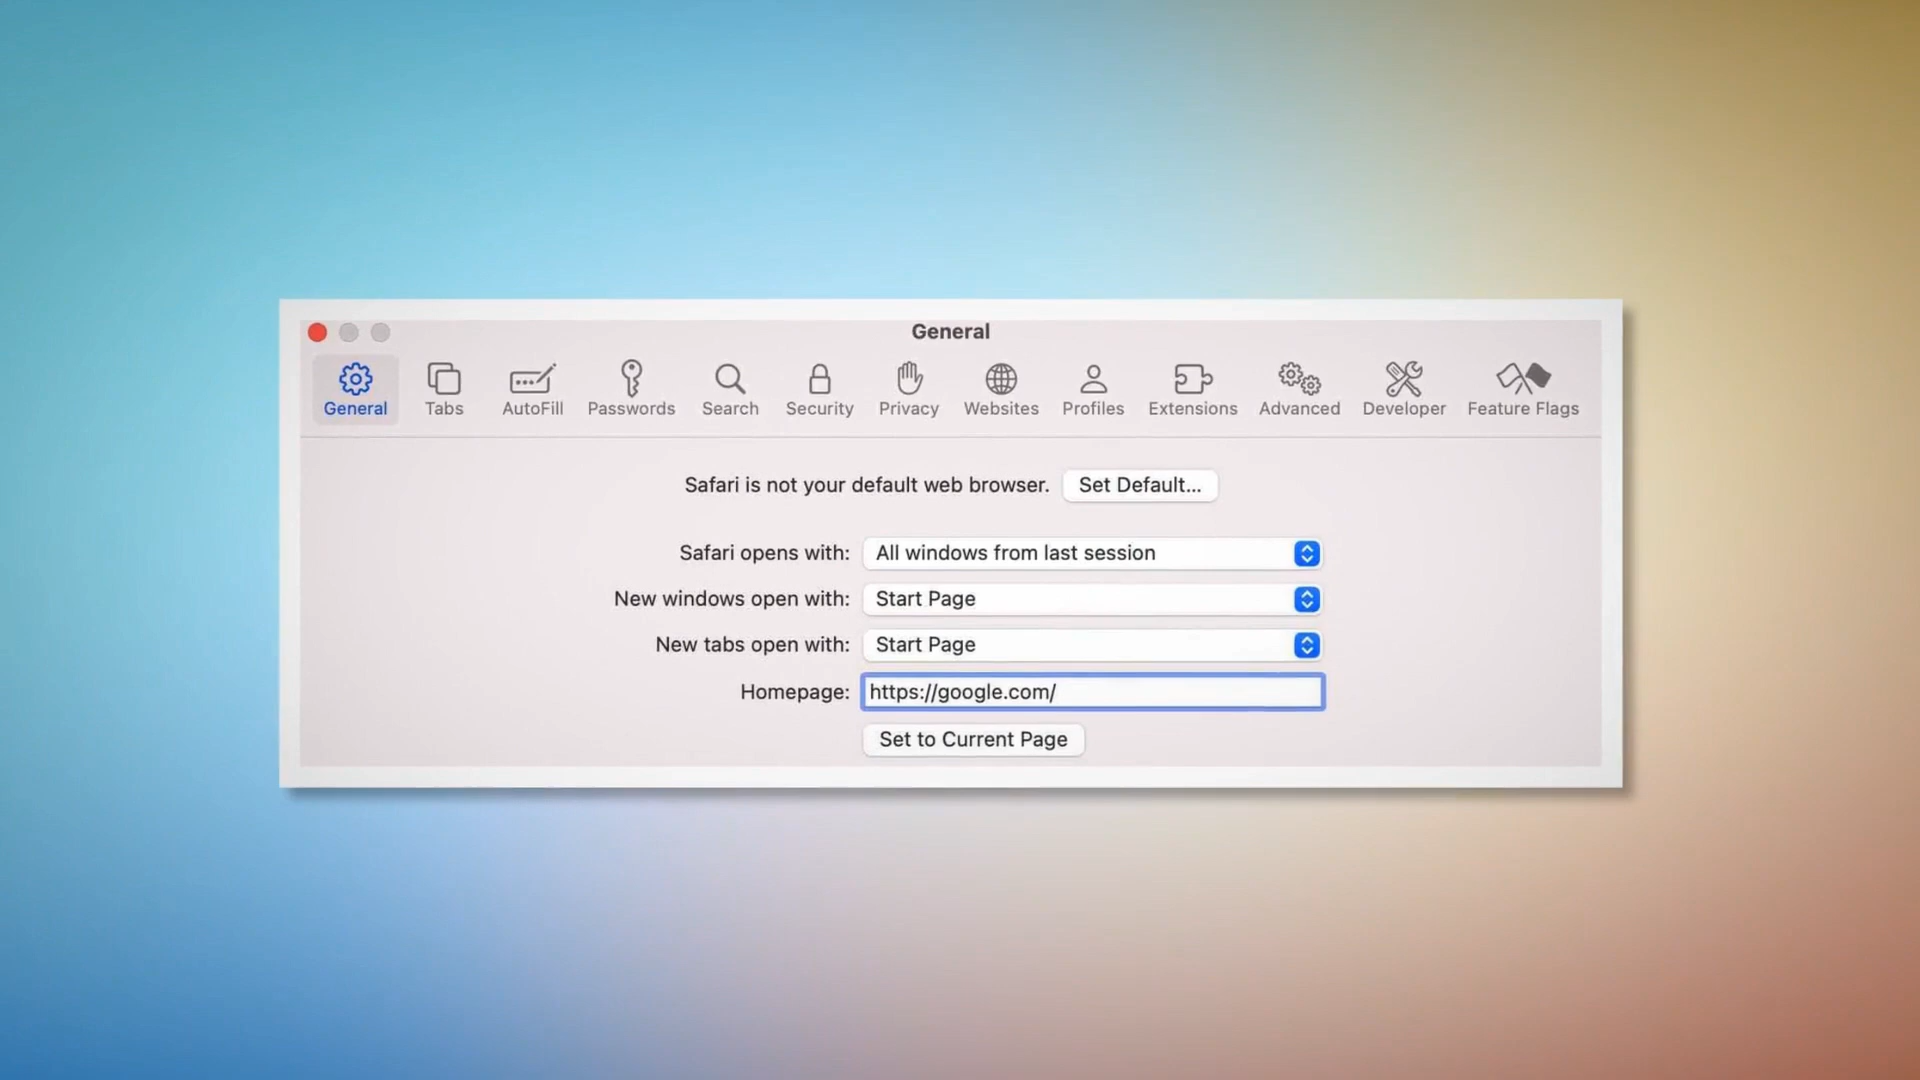 General
General Tabs AutoFill Passwords Search Security Privacy Websites Profiles Extensions Advanced Developer Feature Flags
Safari is not your default web browser. Set Default...
Safari opens with: All windows from last session
New windows open with: Start Page
New tabs open with: Start Page
Homepage: https://google.com/
Set to Current Page